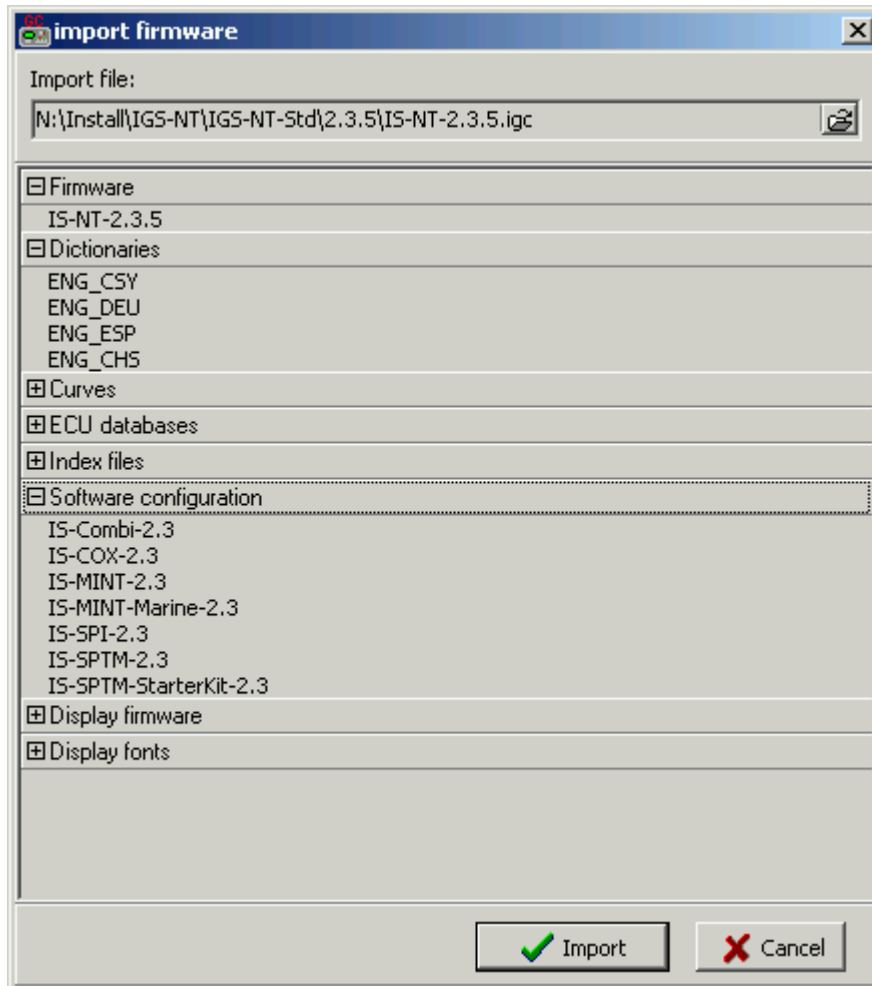 GC
import firmware
Import file:
N:\Install\IGS-NT\IGS-NT-Std\2.3.5\IS-NT-2.3.5.igc
Firmware
IS-NT-2.3.5
Dictionaries
ENG_CSY
ENG_DEU
ENG_ESP
ENG_CHS
Curves
ECU databases
Index files
Software configuration
IS-Combi-2.3
IS-COX-2.3
IS-MINT-2.3
IS-MINT-Marine-2.3
IS-SPI-2.3
IS-SPTM-2.3
IS-SPTM-StarterKit-2.3
Display firmware
Display fonts
Import
Cancel